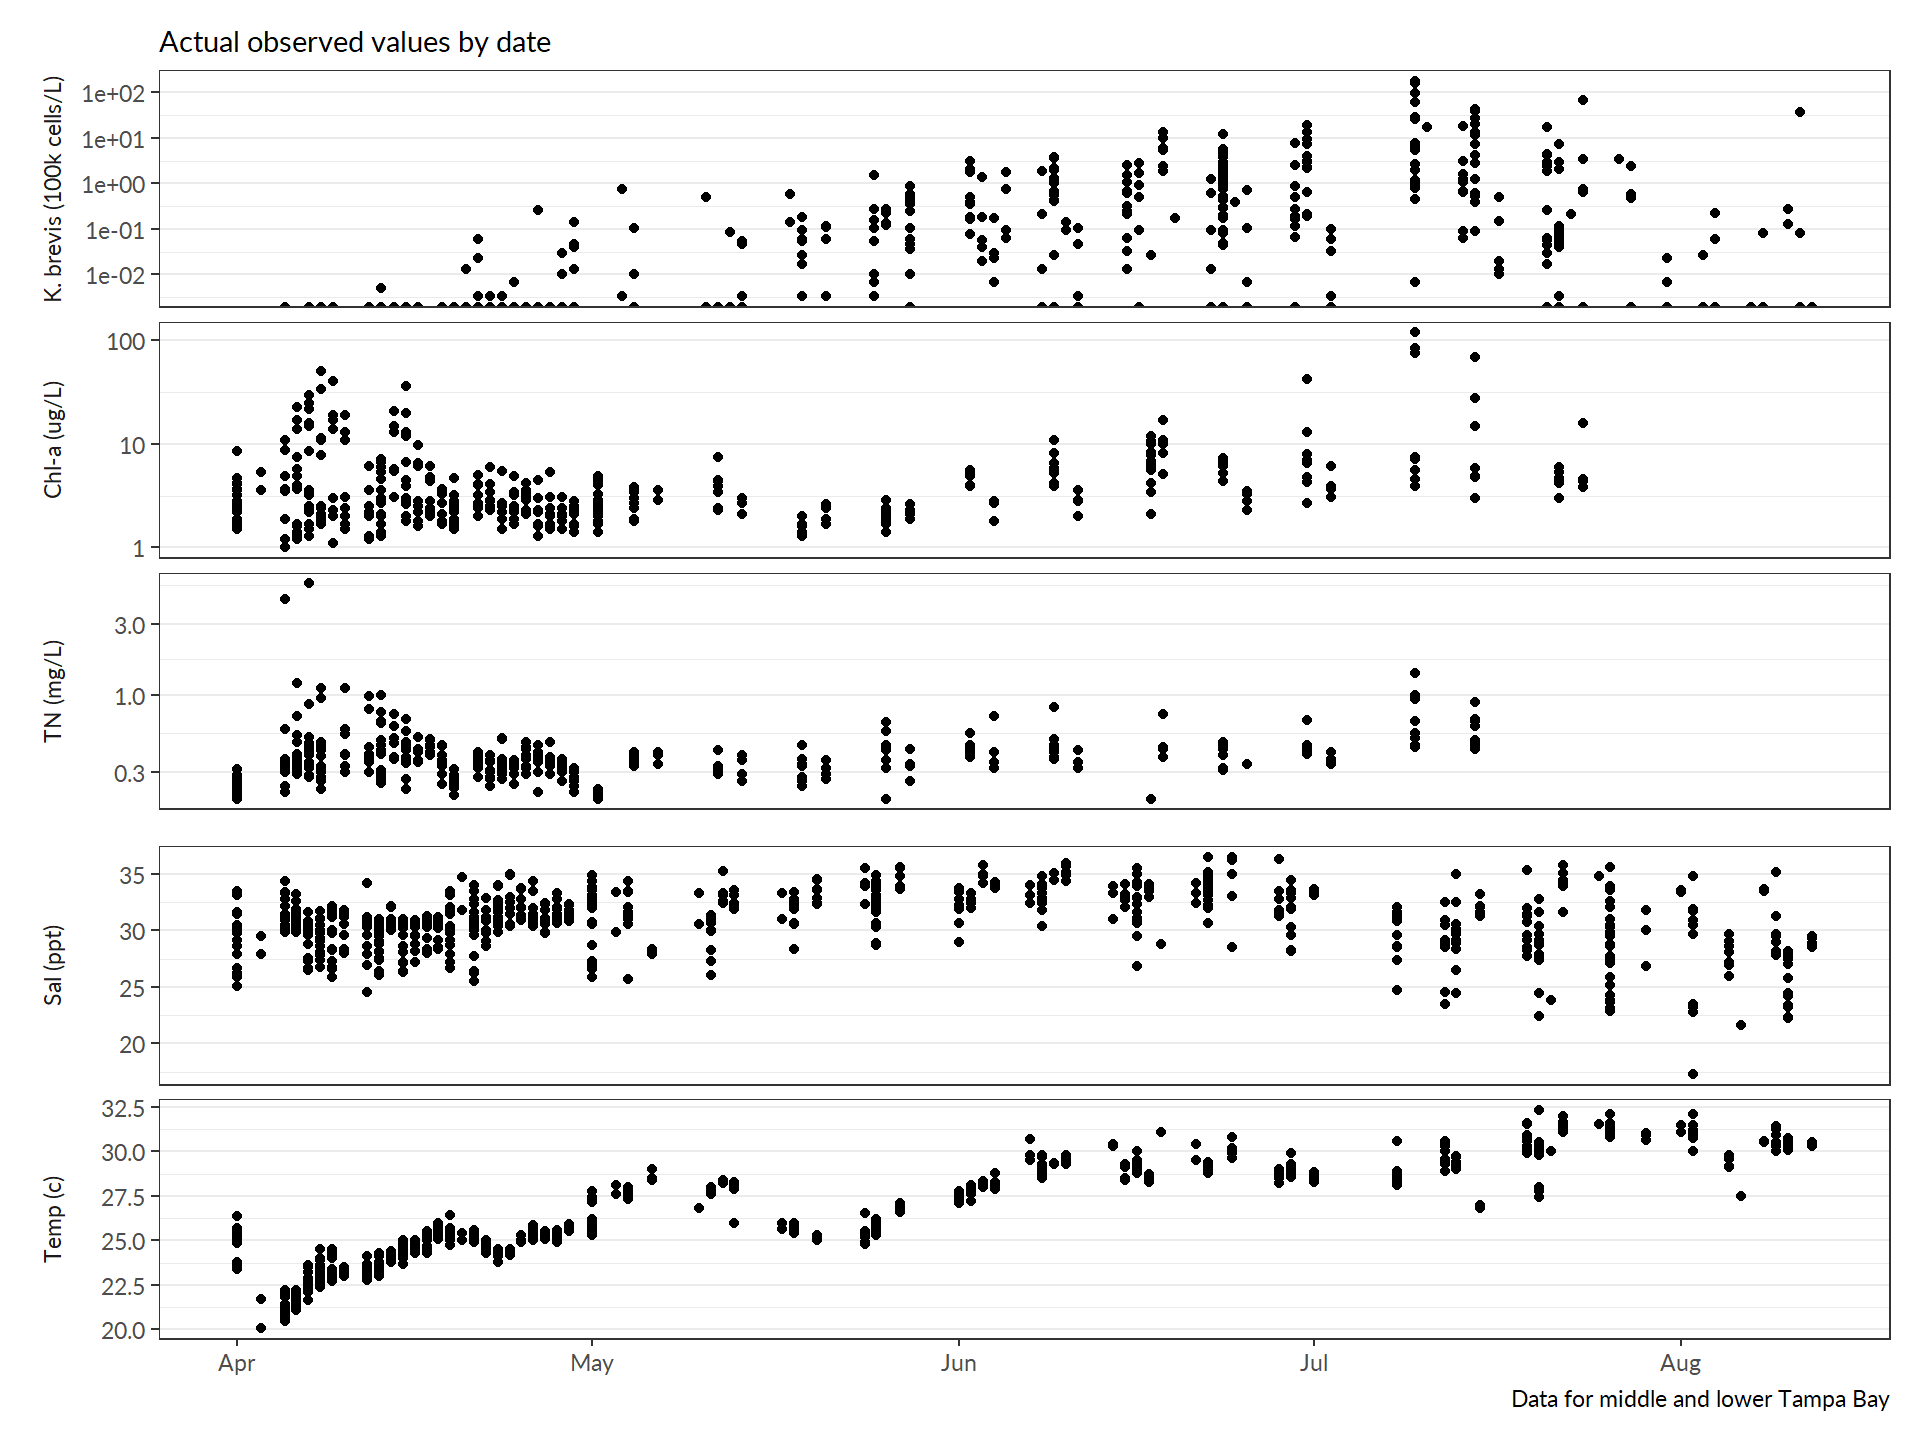 Actual observed values by date
K. brevis (100k cells/L)
1e+02
1e+01
1e+00
1e-01
1e-02
Chl-a (ug/L)
100
10
1
TN (mg/L)
3.0
1.0
0.3
Sal (ppt)
35
30
25
20
Temp (c)
32.5
30.0
27.5
25.0
22.5
20.0
Apr May Jun Jul Aug
Data for middle and lower Tampa Bay